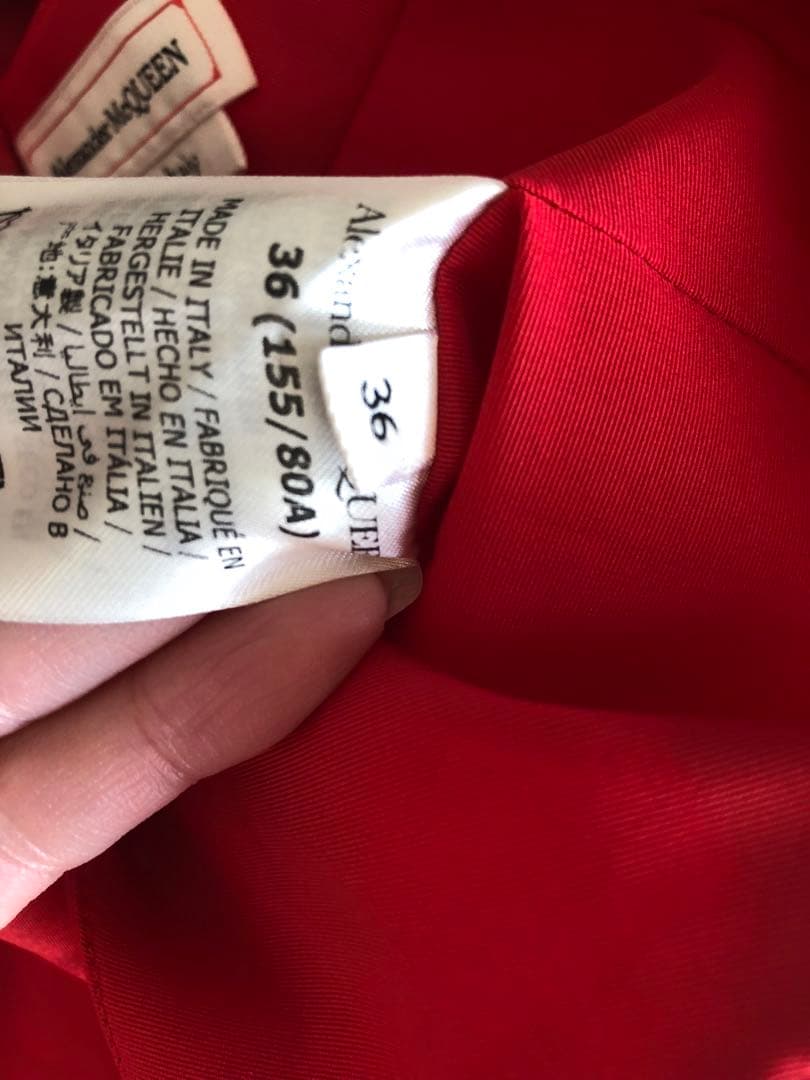 Alexander McQUEEN
Alexand
QUEE
36
36 (155/80A)
MADE IN ITALY / FABRIQUÉ EN
ITALIE / HECHO EN ITALIA /
HERGESTELLT IN ITALIEN /
FABRICADO EM ITÁLIA /
イタリア製 / صنع في ايطاليا /
产地: 意大利 / СДЕЛАНО В
ИТАЛИИ